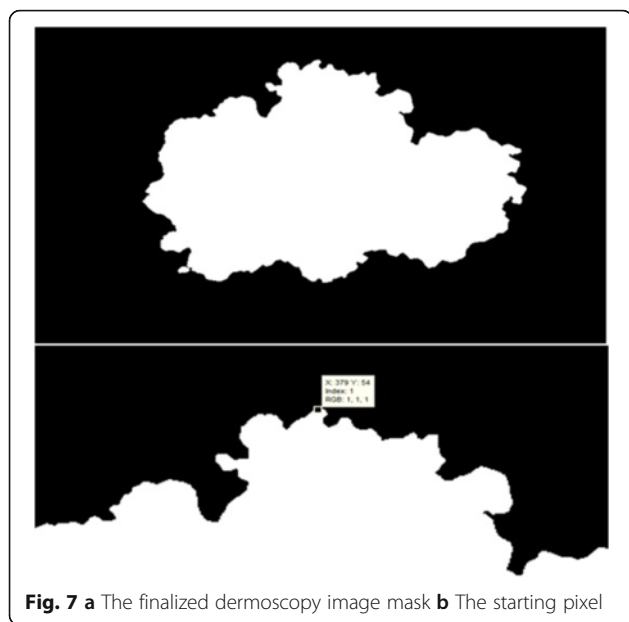 X: 379 Y: 54
Index: 1
RGB: 1, 1, 1
Fig. 7 a The finalized dermoscopy image mask b The starting pixel